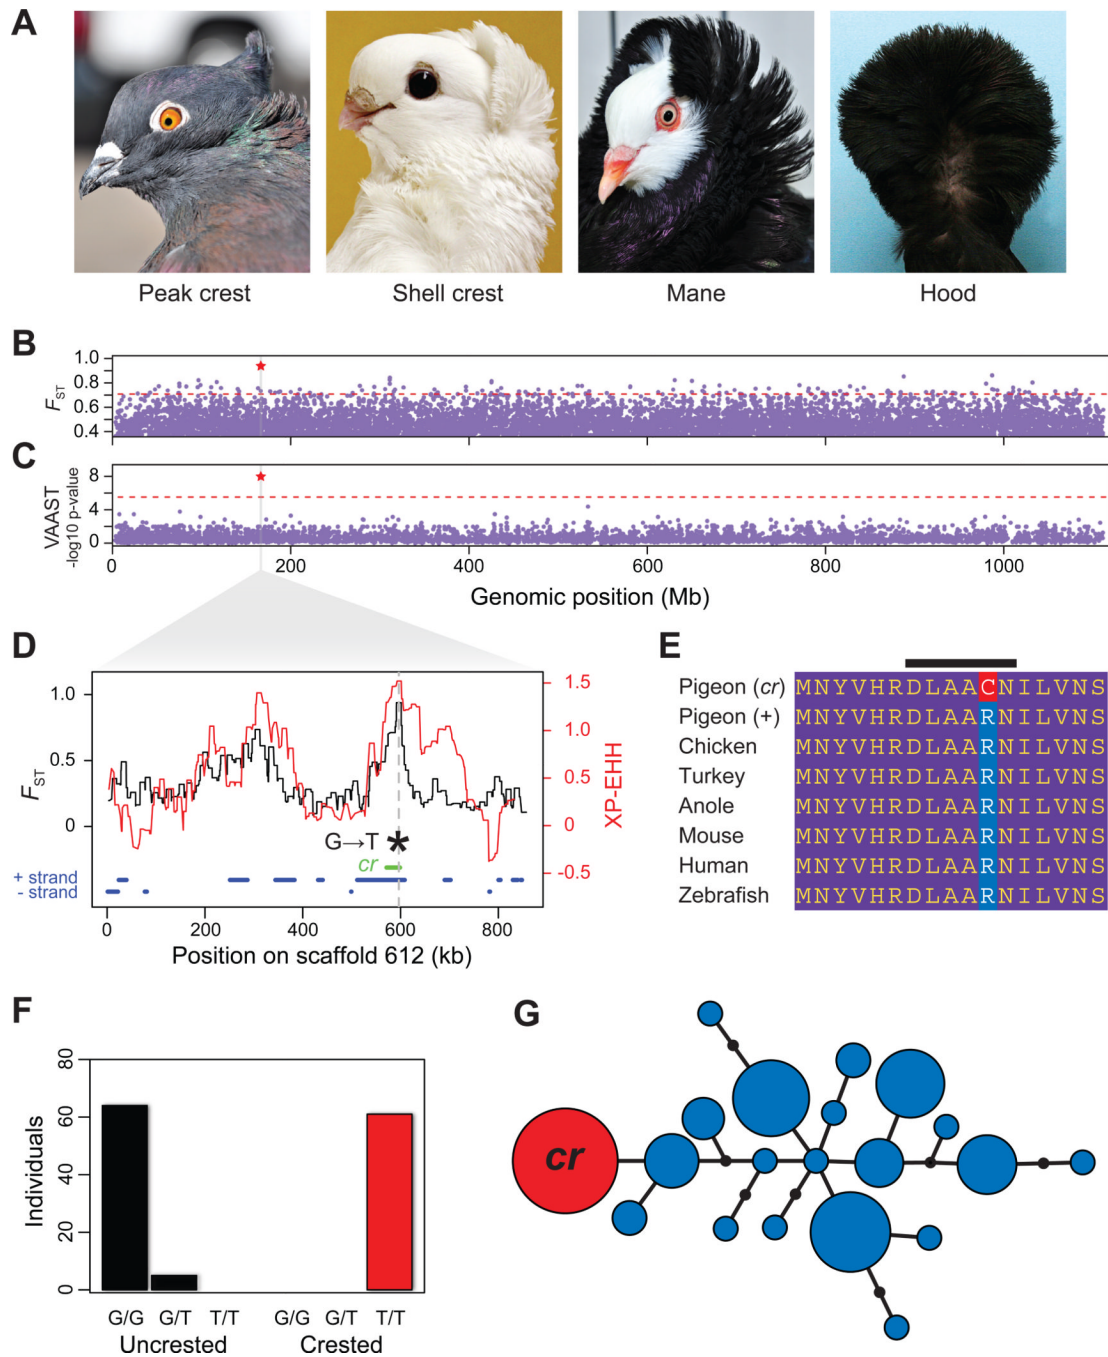 A
Peak crest
Shell crest
Mane
Hood
B
1.0
0.8
0.6
0.4
FST
C
8
4
0
VAAST
-log10 p-value
0
200
400
600
800
1000
Genomic position (Mb)
D
1.0
0.5
0
FST
1.5
1.0
0.5
0
-0.5
XP-EHH
G→T *
cr
+ strand
- strand
0
200
400
600
800
Position on scaffold 612 (kb)
E
Pigeon (cr) MNYVHRDLAACNILVNS
Pigeon (+) MNYVHRDLAARNILVNS
Chicken MNYVHRDLAARNILVNS
Turkey MNYVHRDLAARNILVNS
Anole MNYVHRDLAARNILVNS
Mouse MNYVHRDLAARNILVNS
Human MNYVHRDLAARNILVNS
Zebrafish MNYVHRDLAARNILVNS
F
80
60
40
20
0
Individuals
G/G G/T T/T G/G G/T T/T
Uncrested Crested
G
cr